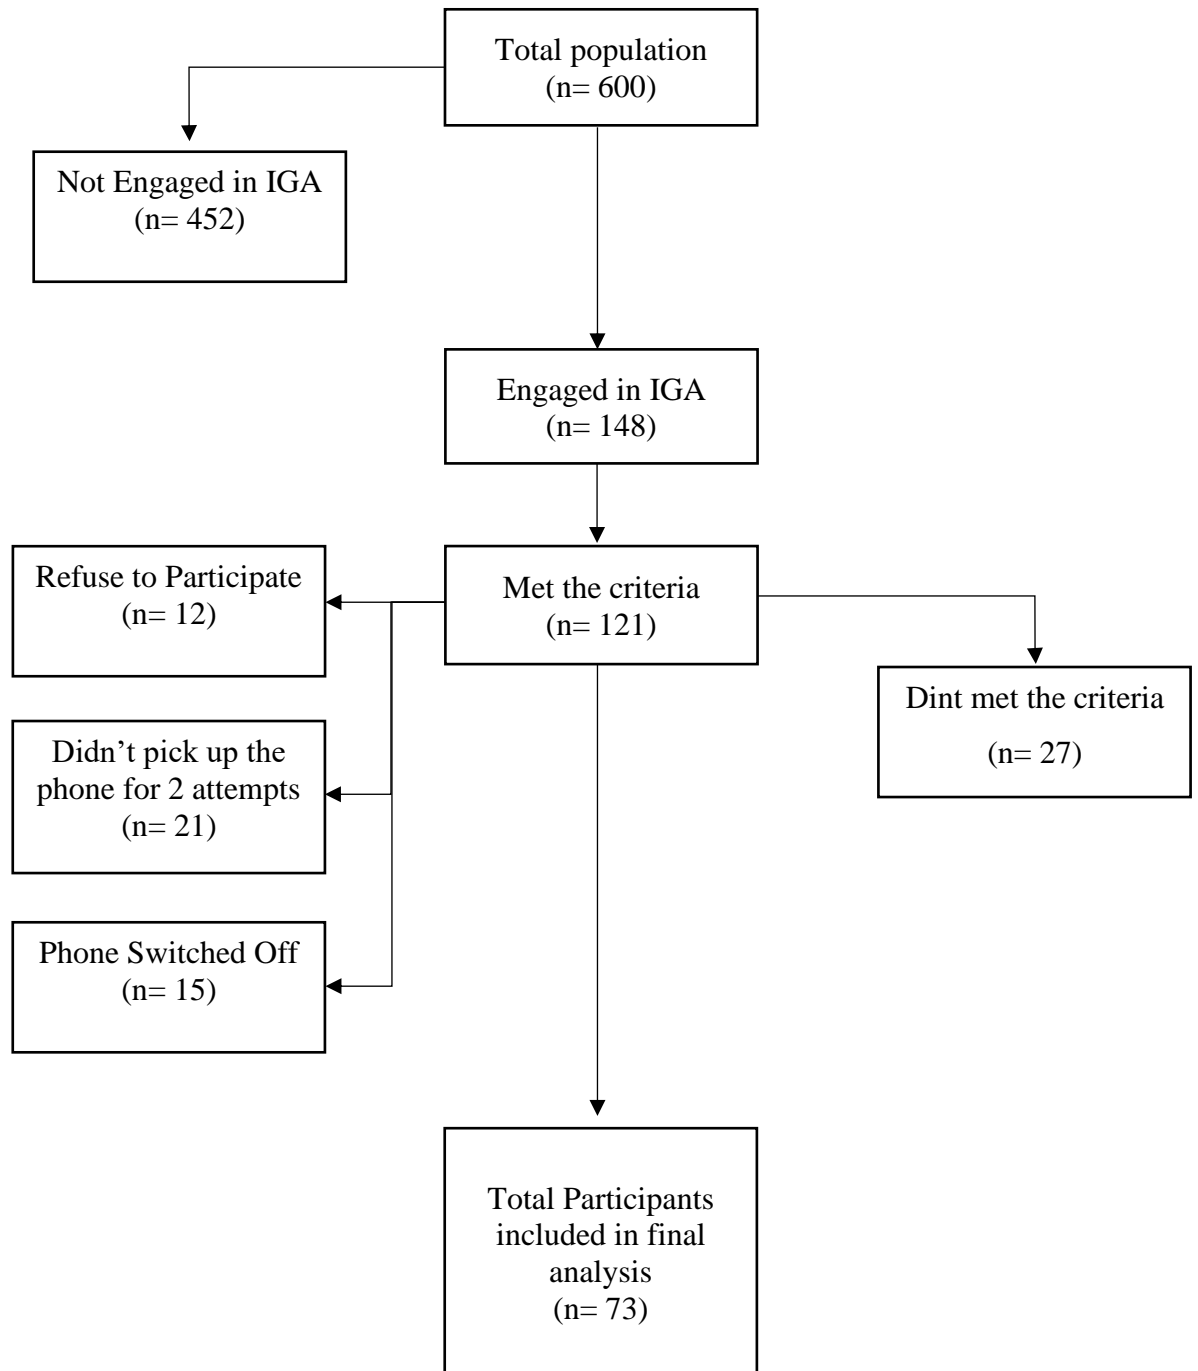 Total population
(n= 600)
Not Engaged in IGA
(n= 452)
Engaged in IGA
(n= 148)
Met the criteria
(n= 121)
Refuse to Participate
(n= 12)
Dint met the criteria
(n= 27)
Didn’t pick up the
phone for 2 attempts
(n= 21)
Phone Switched Off
(n= 15)
Total Participants
included in final
analysis
(n= 73)